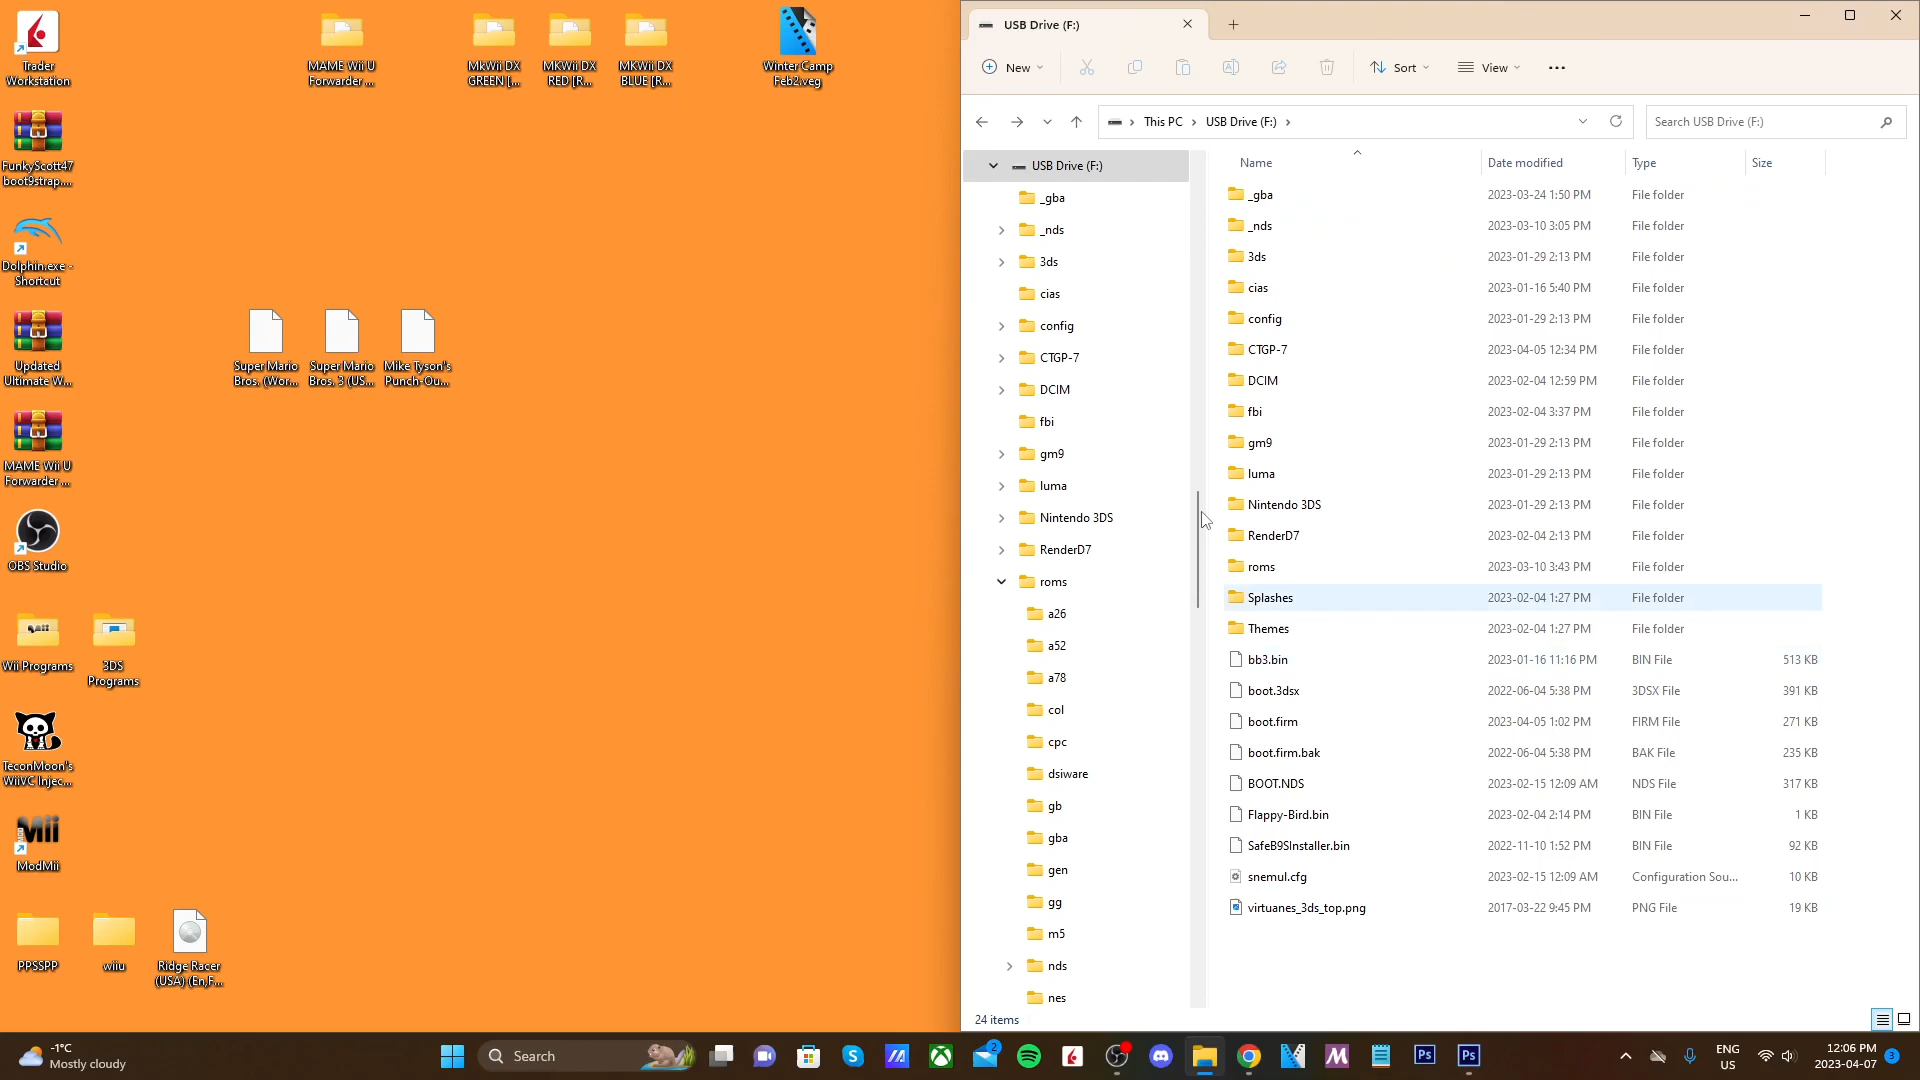 Trader
Workstation
FunkyScott47
boot9strap....
Dolphin.exe -
Shortcut
Updated
Ultimate W...
MAME Wii U
Forwarder ...
OBS Studio
Wii Programs
3DS
Programs
TeconMoon's
WiiVC Injec...
ModMii
PPSSPP
wiiu
Ridge Racer
(USA) (En,F...
MAME Wii U
Forwarder ...
MkWii DX
GREEN [...
MKWii DX
RED [R...
MKWii DX
BLUE [R...
Winter Camp
Feb2.veg
Super Mario
Bros. (Wor...
Super Mario
Bros. 3 (US...
Mike Tyson's
Punch-Ou...
USB Drive (F:)
New
Sort
View
This PC
USB Drive (F:)
Search USB Drive (F:)
USB Drive (F:)
_gba
_nds
3ds
cias
config
CTGP-7
DCIM
fbi
gm9
luma
Nintendo 3DS
RenderD7
roms
a26
a52
a78
col
cpc
dsiware
gb
gba
gen
gg
m5
nds
nes
Name Date modified Type Size
_gba 2023-03-24 1:50 PM File folder
_nds 2023-03-10 3:05 PM File folder
3ds 2023-01-29 2:13 PM File folder
cias 2023-01-16 5:40 PM File folder
config 2023-01-29 2:13 PM File folder
CTGP-7 2023-04-05 12:34 PM File folder
DCIM 2023-02-04 12:59 PM File folder
fbi 2023-02-04 3:37 PM File folder
gm9 2023-01-29 2:13 PM File folder
luma 2023-01-29 2:13 PM File folder
Nintendo 3DS 2023-01-29 2:13 PM File folder
RenderD7 2023-02-04 2:13 PM File folder
roms 2023-03-10 3:43 PM File folder
Splashes 2023-02-04 1:27 PM File folder
Themes 2023-02-04 1:27 PM File folder
bb3.bin 2023-01-16 11:16 PM BIN File 513 KB
boot.3dsx 2022-06-04 5:38 PM 3DSX File 391 KB
boot.firm 2023-04-05 1:02 PM FIRM File 271 KB
boot.firm.bak 2022-06-04 5:38 PM BAK File 235 KB
BOOT.NDS 2023-02-15 12:09 AM NDS File 317 KB
Flappy-Bird.bin 2023-02-04 2:14 PM BIN File 1 KB
SafeB9SInstaller.bin 2022-11-10 1:52 PM BIN File 92 KB
snemul.cfg 2023-02-15 12:09 AM Configuration Sou... 10 KB
virtuanes_3ds_top.png 2017-03-22 9:45 PM PNG File 19 KB
24 items
-1°C
Mostly cloudy
Search
2
Ps
Ps
ENG
US
12:06 PM
2023-04-07
3